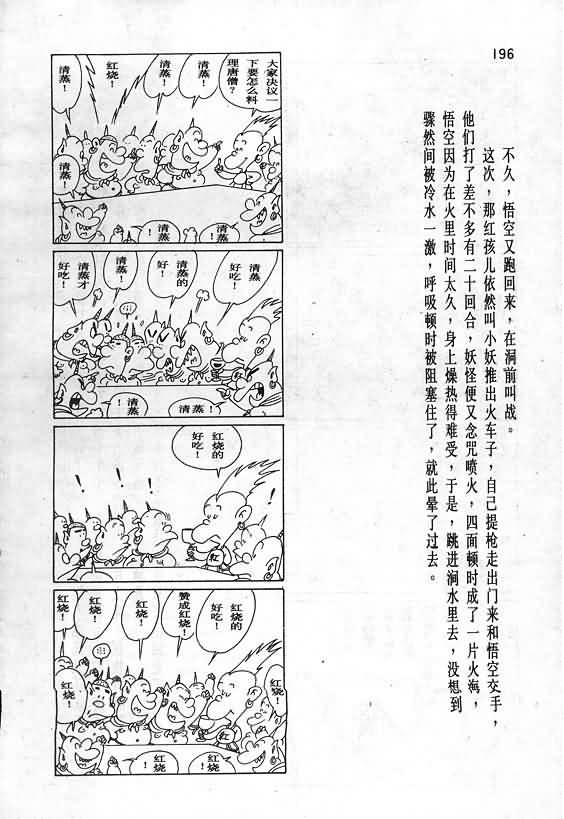 196
不久，悟空又跑回来，在洞前叫战。
这次，那红孩儿依然叫小妖推出火车子，自己提枪走出门来和悟空交手，
他们打了差不多有二十回合，妖怪便又念咒喷火，四面顿时成了一片火海，
悟空因为在火里时间太久，身上燥热得难受，于是，跳进涧水里去，没想到
骤然间被冷水一激，呼吸顿时被阻塞住了，就此晕了过去。
大家决议一
下要怎么料
理唐僧？
清蒸！
清蒸！
红烧！
清蒸！
清蒸！
清蒸！
清蒸！
清蒸
好吃！
清蒸的
好吃！
……
清蒸才
好吃！
清蒸！
清蒸！
红烧的
好吃！
！
！
！
红
红烧的
好吃！
赞成红烧！
红烧！
红烧！
……
红烧！
红烧！
红
红烧！
红烧！